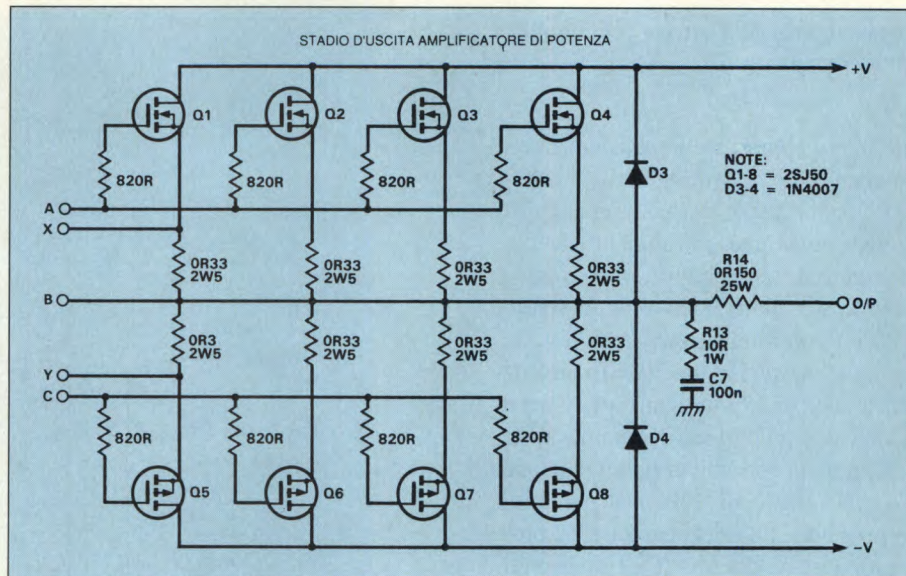 STADIO D'USCITA AMPLIFICATORE DI POTENZA
+V
Q1
Q2
Q3
Q4
820R
820R
820R
820R
D3
NOTE:
Q1-8 = 2SJ50
D3-4 = 1N4007
A
X
0R33
2W5
0R33
2W5
0R33
2W5
0R33
2W5
R14
0R150
25W
B
O/P
0R3
2W5
0R33
2W5
0R33
2W5
0R33
2W5
R13
10R
1W
C7
100n
Y
C
820R
820R
820R
820R
D4
Q5
Q6
Q7
Q8
-V